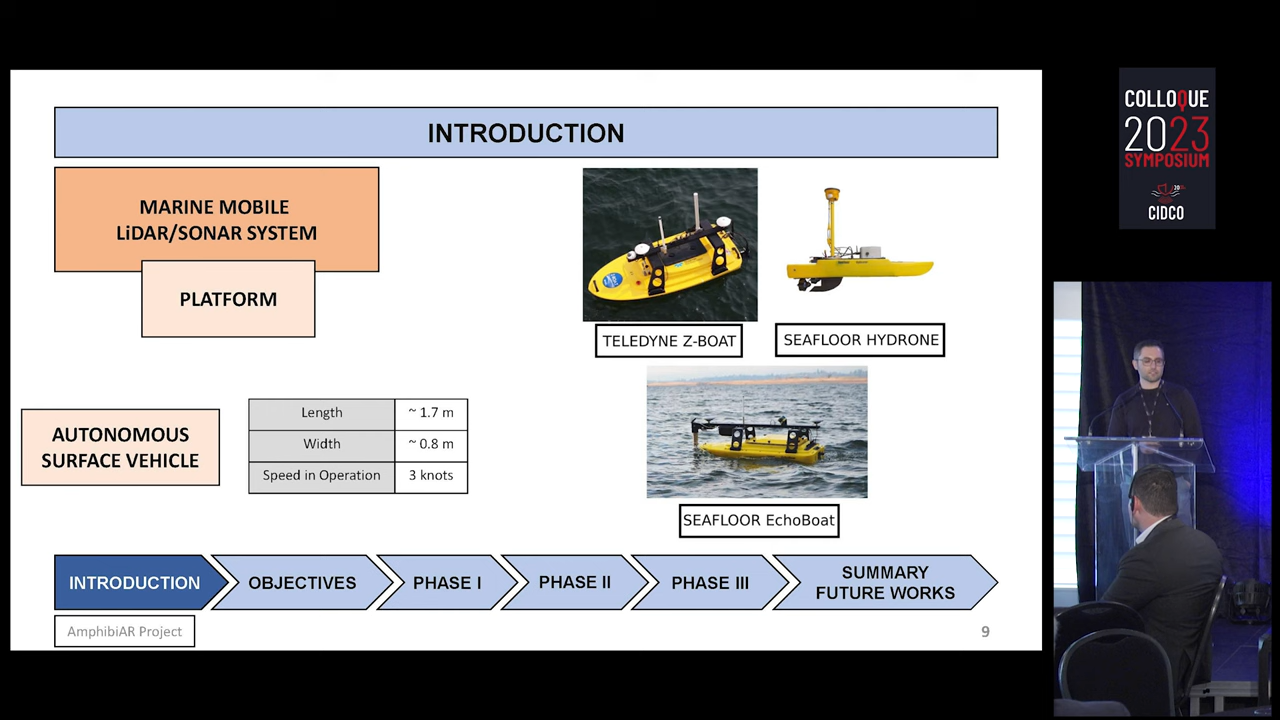 INTRODUCTION
MARINE MOBILE
LiDAR/SONAR SYSTEM
PLATFORM
TELEDYNE Z-BOAT
SEAFLOOR HYDRONE
AUTONOMOUS
SURFACE VEHICLE
Length ~ 1.7 m
Width ~ 0.8 m
Speed in Operation 3 knots
SEAFLOOR EchoBoat
INTRODUCTION
OBJECTIVES
PHASE I
PHASE II
PHASE III
SUMMARY
FUTURE WORKS
AmphibiAR Project
9
COLLOQUE
2023
SYMPOSIUM
CIDCO